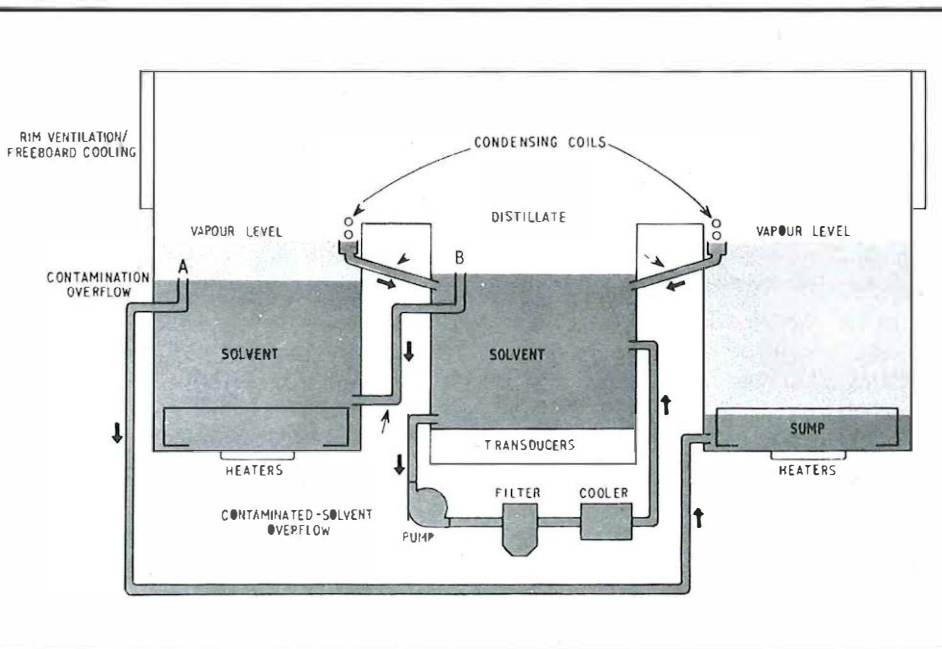 RIM VENTILATION/
FREEBOARD COOLING
CONDENSING COILS
DISTILLATE
VAPOUR LEVEL
VAPOUR LEVEL
CONTAMINATION
OVERFLOW
A
B
SOLVENT
SOLVENT
SUMP
TRANSDUCERS
HEATERS
HEATERS
FILTER
COOLER
CONTAMINATED-SOLVENT
OVERFLOW
PUMP